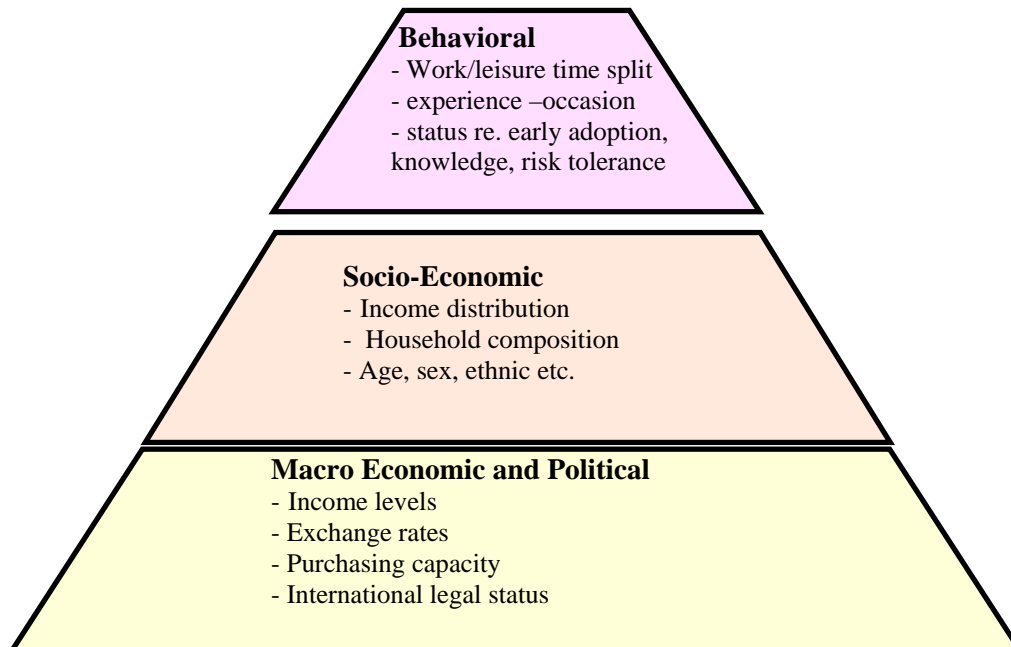 Behavioral
- Work/leisure time split
- experience –occasion
- status re. early adoption,
knowledge, risk tolerance
Socio-Economic
- Income distribution
- Household composition
- Age, sex, ethnic etc.
Macro Economic and Political
- Income levels
- Exchange rates
- Purchasing capacity
- International legal status